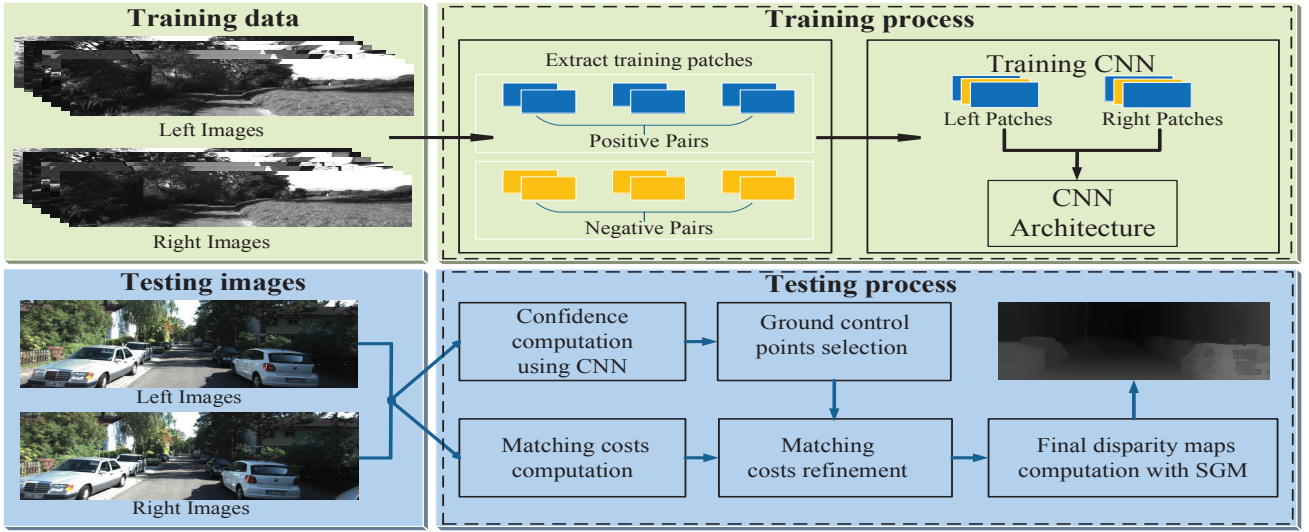 Training data
Left Images
Right Images
Training process
Extract training patches
Positive Pairs
Negative Pairs
Training CNN
Left Patches
Right Patches
CNN
Architecture
Testing images
Left Images
Right Images
Testing process
Confidence
computation
using CNN
Ground control
points selection
Matching costs
computation
Matching
costs refinement
Final disparity maps
computation with SGM